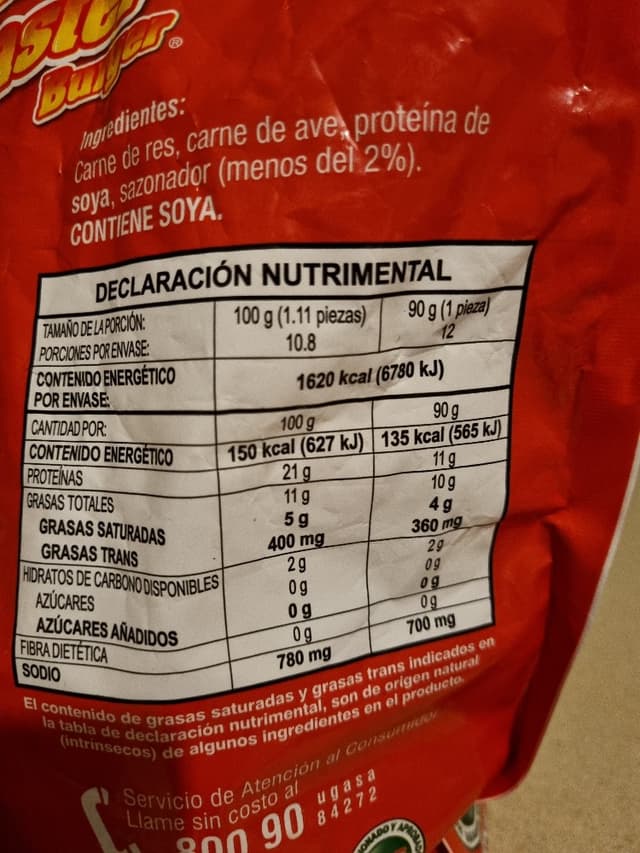 Burger®
Ingredientes:
Carne de res, carne de ave, proteína de
soya, sazonador (menos del 2%).
CONTIENE SOYA.
DECLARACIÓN NUTRIMENTAL
TAMAÑO DE LA PORCIÓN: 100 g (1.11 piezas) 90 g (1 pieza)
PORCIONES POR ENVASE: 10.8 12
CONTENIDO ENERGÉTICO
POR ENVASE: 1620 kcal (6780 kJ)
CANTIDAD POR: 100 g 90 g
CONTENIDO ENERGÉTICO 150 kcal (627 kJ) 135 kcal (565 kJ)
PROTEÍNAS 21 g 11 g
GRASAS TOTALES 11 g 10 g
GRASAS SATURADAS 5 g 4 g
GRASAS TRANS 400 mg 360 mg
HIDRATOS DE CARBONO DISPONIBLES 2 g 2 g
AZÚCARES 0 g 0 g
AZÚCARES AÑADIDOS 0 g 0 g
FIBRA DIETÉTICA 0 g 0 g
SODIO 780 mg 700 mg
El contenido de grasas saturadas y grasas trans indicados en
la tabla de declaración nutrimental, son de origen natural
(intrínsecos) de algunos ingredientes en el producto.
Servicio de Atención al Consumidor
Llame sin costo al
800 90 ugasa
84272